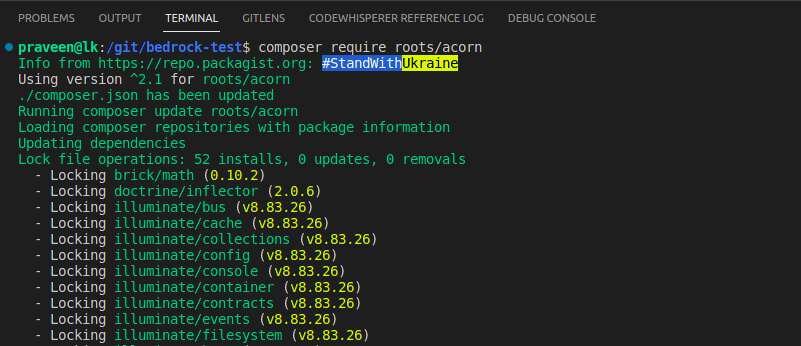 PROBLEMS OUTPUT TERMINAL GITLENS CODEWHISPERER REFERENCE LOG DEBUG CONSOLE
praveen@lk:/git/bedrock-test$ composer require roots/acorn
Info from https://repo.packagist.org: #StandWithUkraine
Using version ^2.1 for roots/acorn
./composer.json has been updated
Running composer update roots/acorn
Loading composer repositories with package information
Updating dependencies
Lock file operations: 52 installs, 0 updates, 0 removals
- Locking brick/math (0.10.2)
- Locking doctrine/inflector (2.0.6)
- Locking illuminate/bus (v8.83.26)
- Locking illuminate/cache (v8.83.26)
- Locking illuminate/collections (v8.83.26)
- Locking illuminate/config (v8.83.26)
- Locking illuminate/console (v8.83.26)
- Locking illuminate/container (v8.83.26)
- Locking illuminate/contracts (v8.83.26)
- Locking illuminate/events (v8.83.26)
- Locking illuminate/filesystem (v8.83.26)